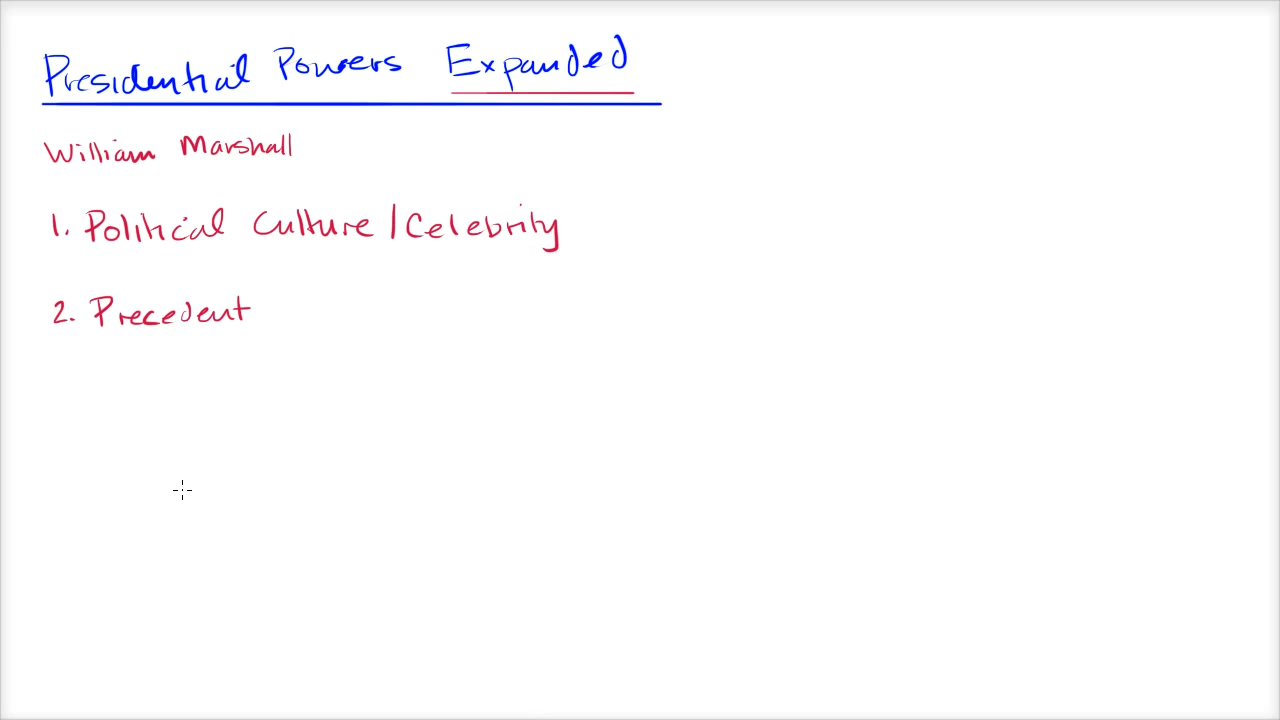 Presidential Powers Expanded
William Marshall
1. Political Culture/Celebrity
2. Precedent